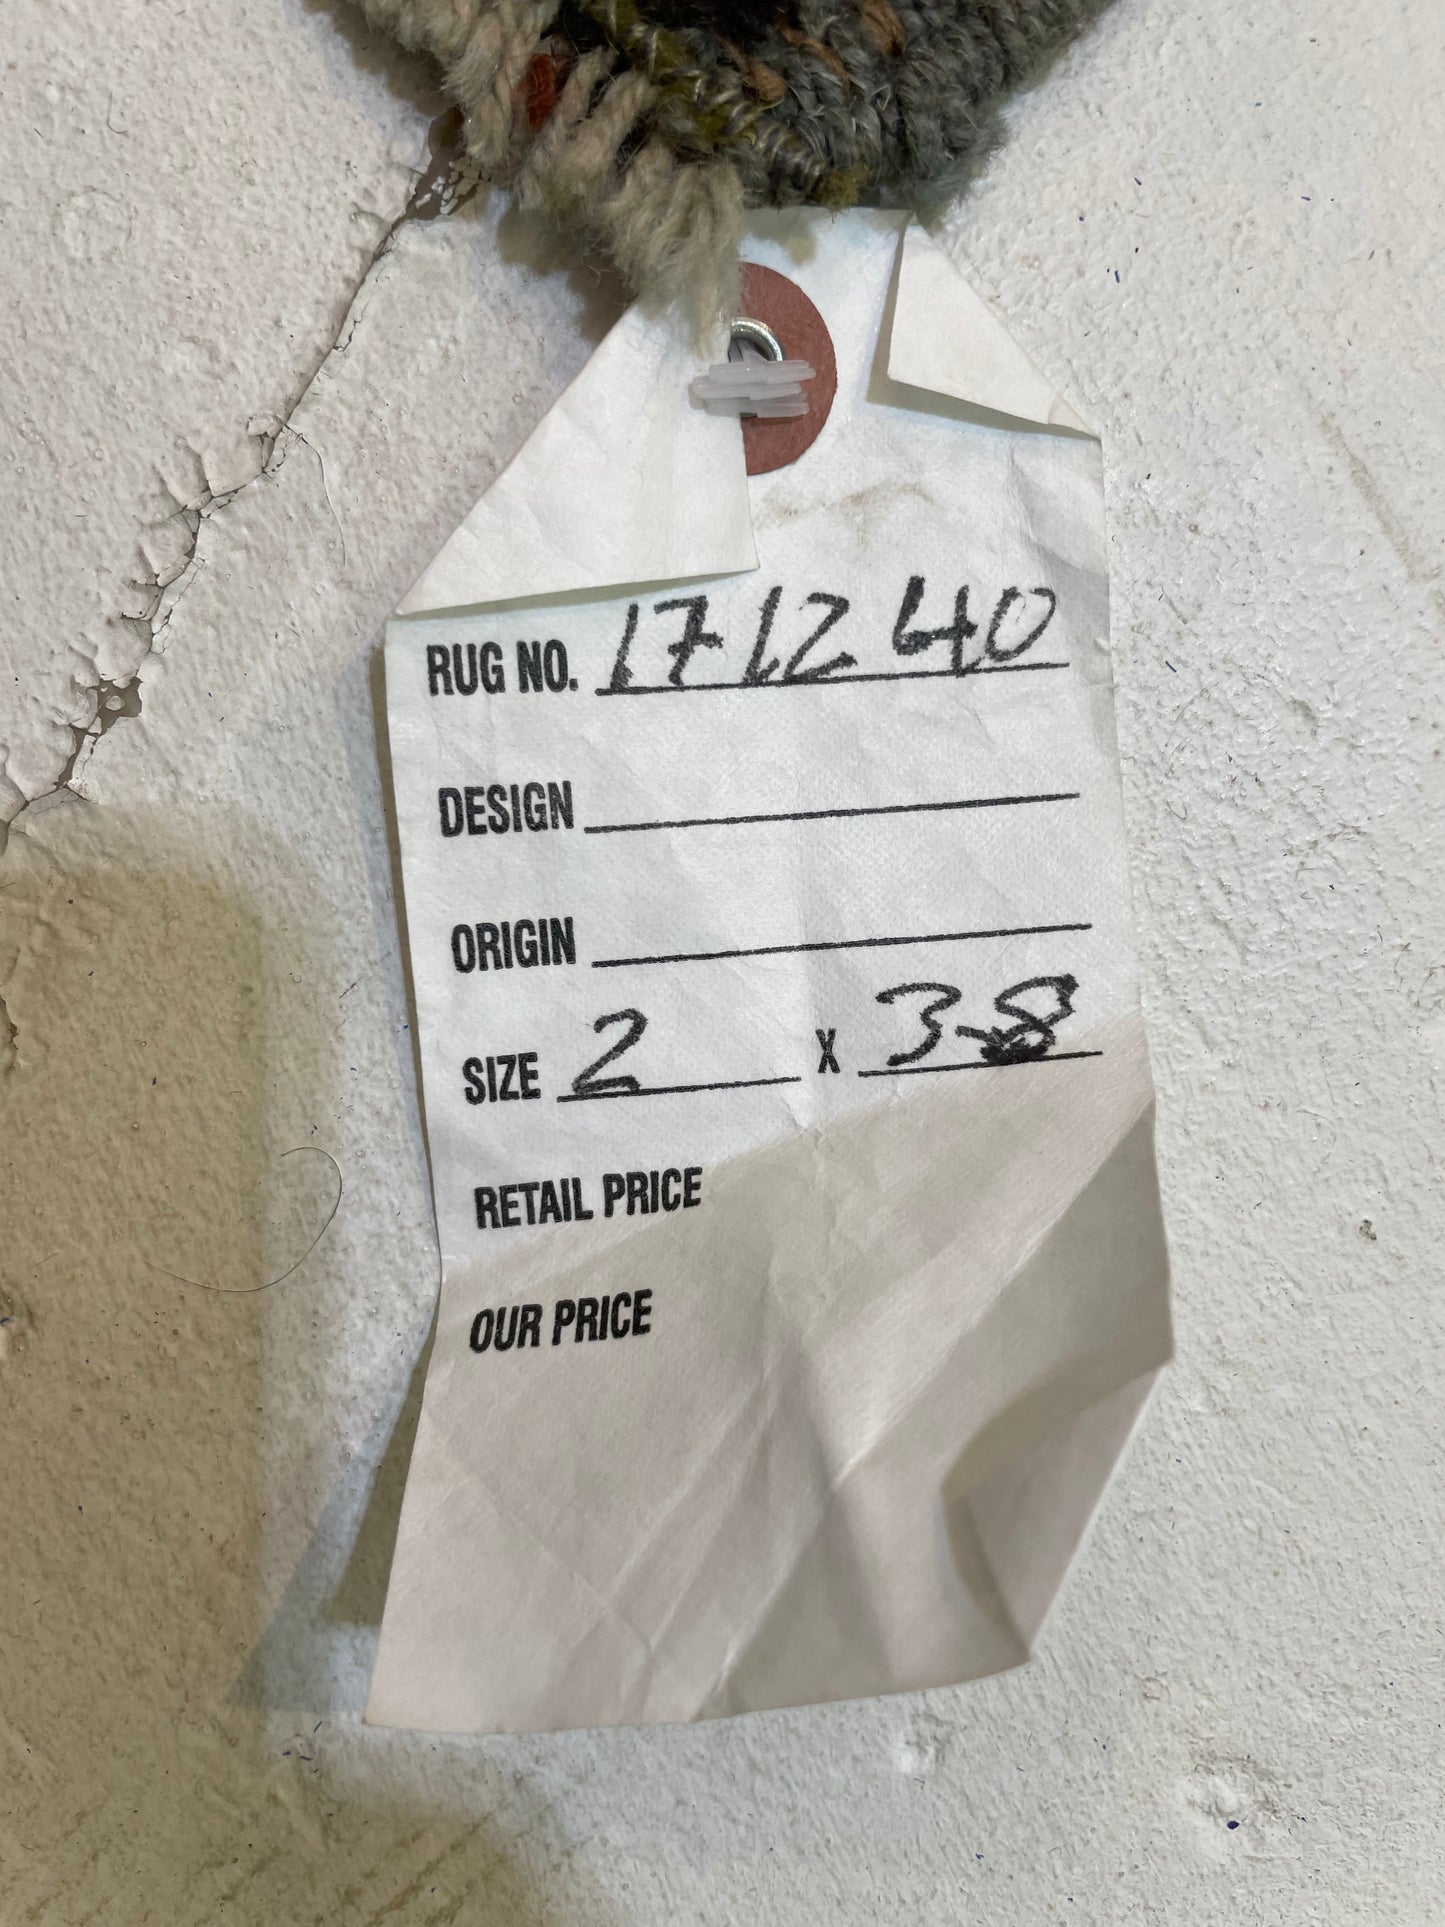 RUG NO. 171240
DESIGN
ORIGIN
SIZE 2 X 3-8
RETAIL PRICE
OUR PRICE